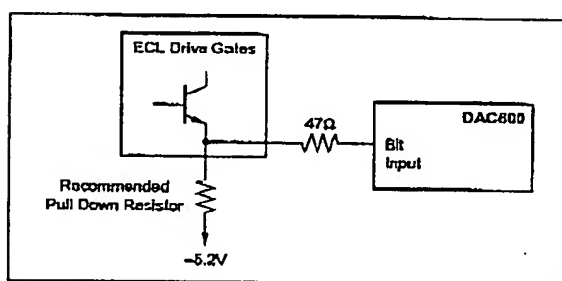 ECL Drive Gates
47Ω
DAC600
Bit
Input
Recommended
Pull Down Resistor
–5.2V